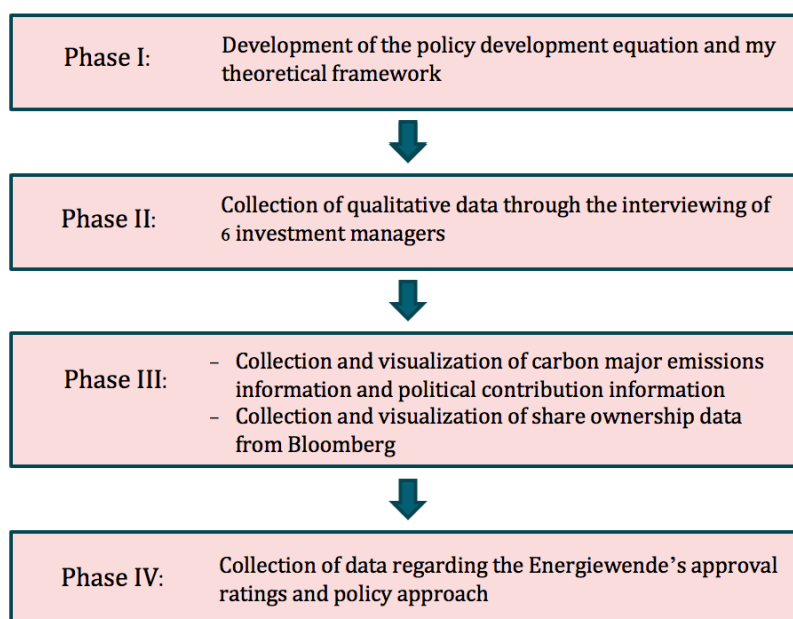 Phase I:
Development of the policy development equation and my
theoretical framework
Phase II:
Collection of qualitative data through the interviewing of
6 investment managers
Phase III:
– Collection and visualization of carbon major emissions
information and political contribution information
– Collection and visualization of share ownership data
from Bloomberg
Phase IV:
Collection of data regarding the Energiewende’s approval
ratings and policy approach